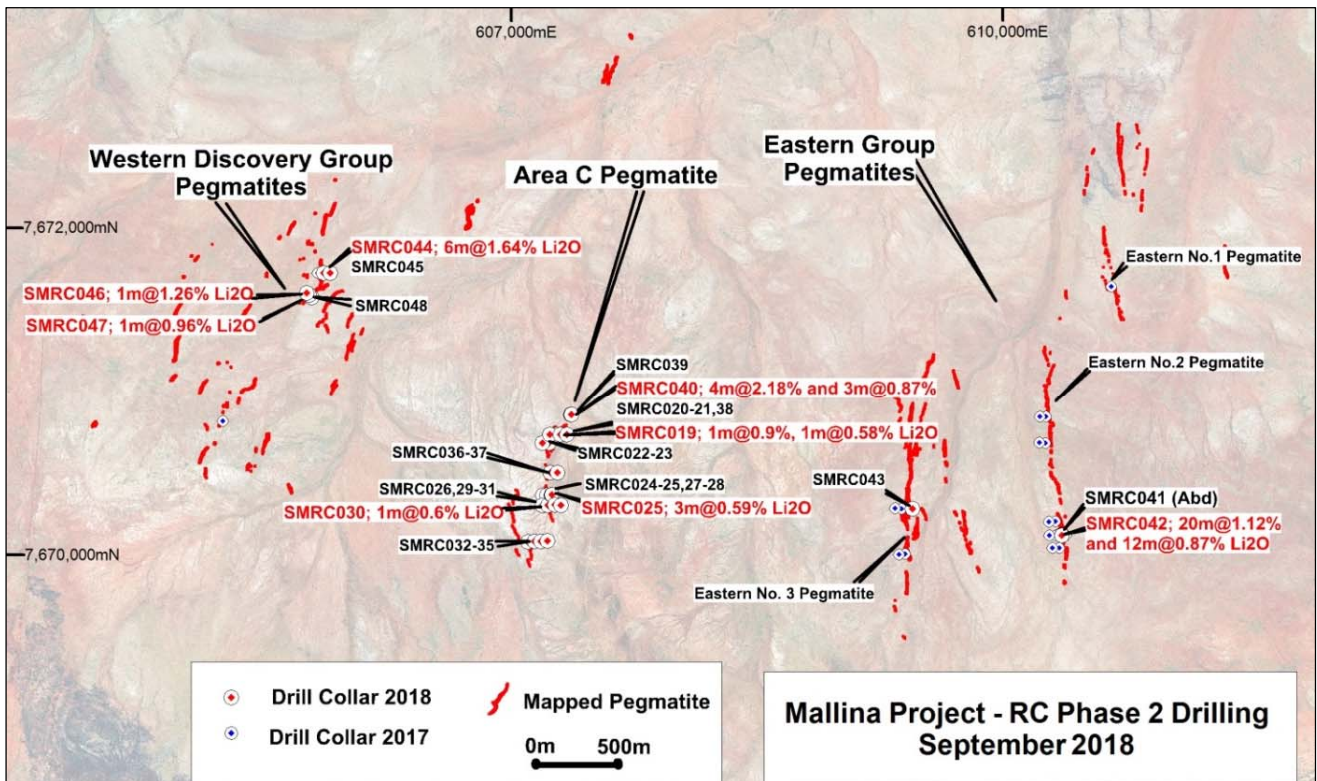 607,000mE
610,000mE
Western Discovery Group
Pegmatites
Area C Pegmatite
Eastern Group
Pegmatites
7,672,000mN
SMRC044; 6m@1.64% Li2O
SMRC045
SMRC046; 1m@1.26% Li2O
SMRC048
SMRC047; 1m@0.96% Li2O
Eastern No.1 Pegmatite
SMRC039
SMRC040; 4m@2.18% and 3m@0.87%
SMRC020-21,38
SMRC019; 1m@0.9%, 1m@0.58% Li2O
SMRC022-23
SMRC036-37
SMRC024-25,27-28
SMRC026,29-31
SMRC025; 3m@0.59% Li2O
SMRC030; 1m@0.6% Li2O
SMRC032-35
Eastern No.2 Pegmatite
SMRC043
SMRC041 (Abd)
SMRC042; 20m@1.12%
and 12m@0.87% Li2O
7,670,000mN
Eastern No. 3 Pegmatite
Drill Collar 2018
Mapped Pegmatite
Drill Collar 2017
0m 500m
Mallina Project - RC Phase 2 Drilling
September 2018